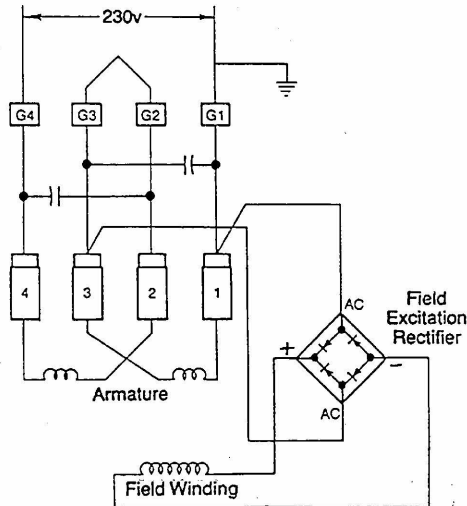 230v
G4
G3
G2
G1
4
3
2
1
AC
Field
Excitation
Rectifier
+
-
AC
Armature
Field Winding